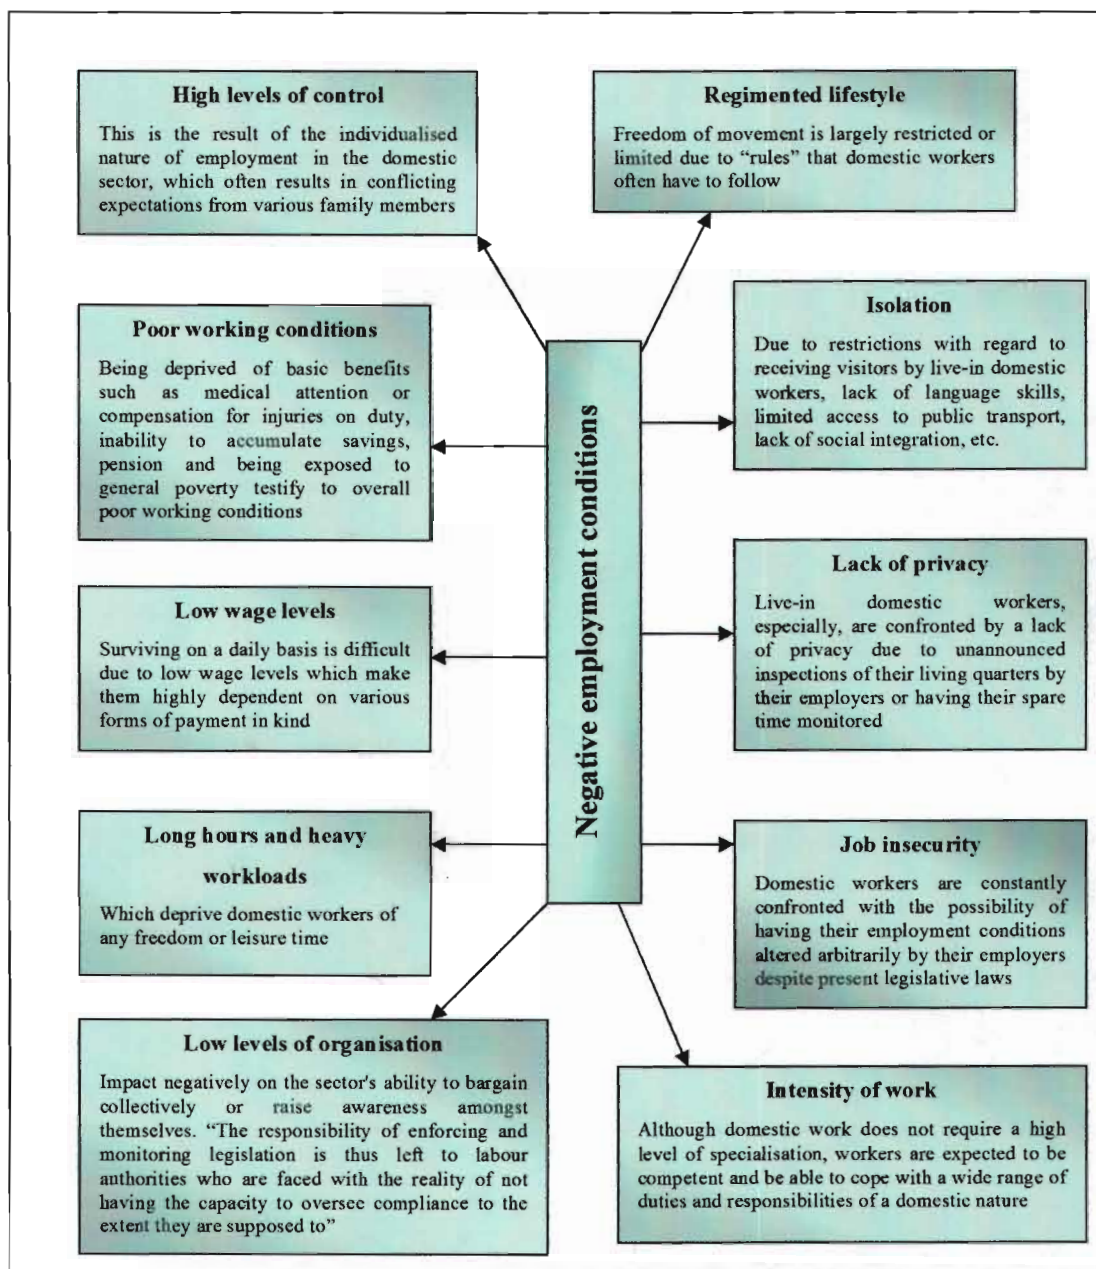 High levels of control
This is the result of the individualised
nature of employment in the domestic
sector, which often results in conflicting
expectations from various family members
Regimented lifestyle
Freedom of movement is largely restricted or
limited due to “rules” that domestic workers
often have to follow
Poor working conditions
Being deprived of basic benefits
such as medical attention or
compensation for injuries on duty,
inability to accumulate savings,
pension and being exposed to
general poverty testify to overall
poor working conditions
Isolation
Due to restrictions with regard to
receiving visitors by live-in domestic
workers, lack of language skills,
limited access to public transport,
lack of social integration, etc.
Negative employment conditions
Low wage levels
Surviving on a daily basis is difficult
due to low wage levels which make
them highly dependent on various
forms of payment in kind
Lack of privacy
Live-in domestic workers,
especially, are confronted by a lack
of privacy due to unannounced
inspections of their living quarters by
their employers or having their spare
time monitored
Long hours and heavy
workloads
Which deprive domestic workers of
any freedom or leisure time
Job insecurity
Domestic workers are constantly
confronted with the possibility of
having their employment conditions
altered arbitrarily by their employers
despite present legislative laws
Low levels of organisation
Impact negatively on the sector's ability to bargain
collectively or raise awareness amongst
themselves. “The responsibility of enforcing and
monitoring legislation is thus left to labour
authorities who are faced with the reality of not
having the capacity to oversee compliance to the
extent they are supposed to”
Intensity of work
Although domestic work does not require a high
level of specialisation, workers are expected to be
competent and be able to cope with a wide range of
duties and responsibilities of a domestic nature